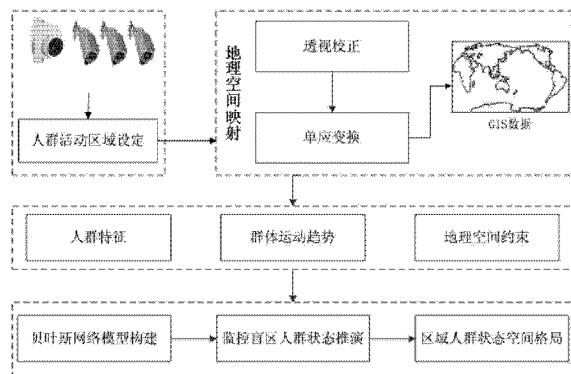 透视校正
地理空间映射
人群活动区域设定
单应变换
GIS数据
人群特征
群体运动趋势
地理空间约束
贝叶斯网络模型构建
监控盲区人群状态推演
区域人群状态空间格局